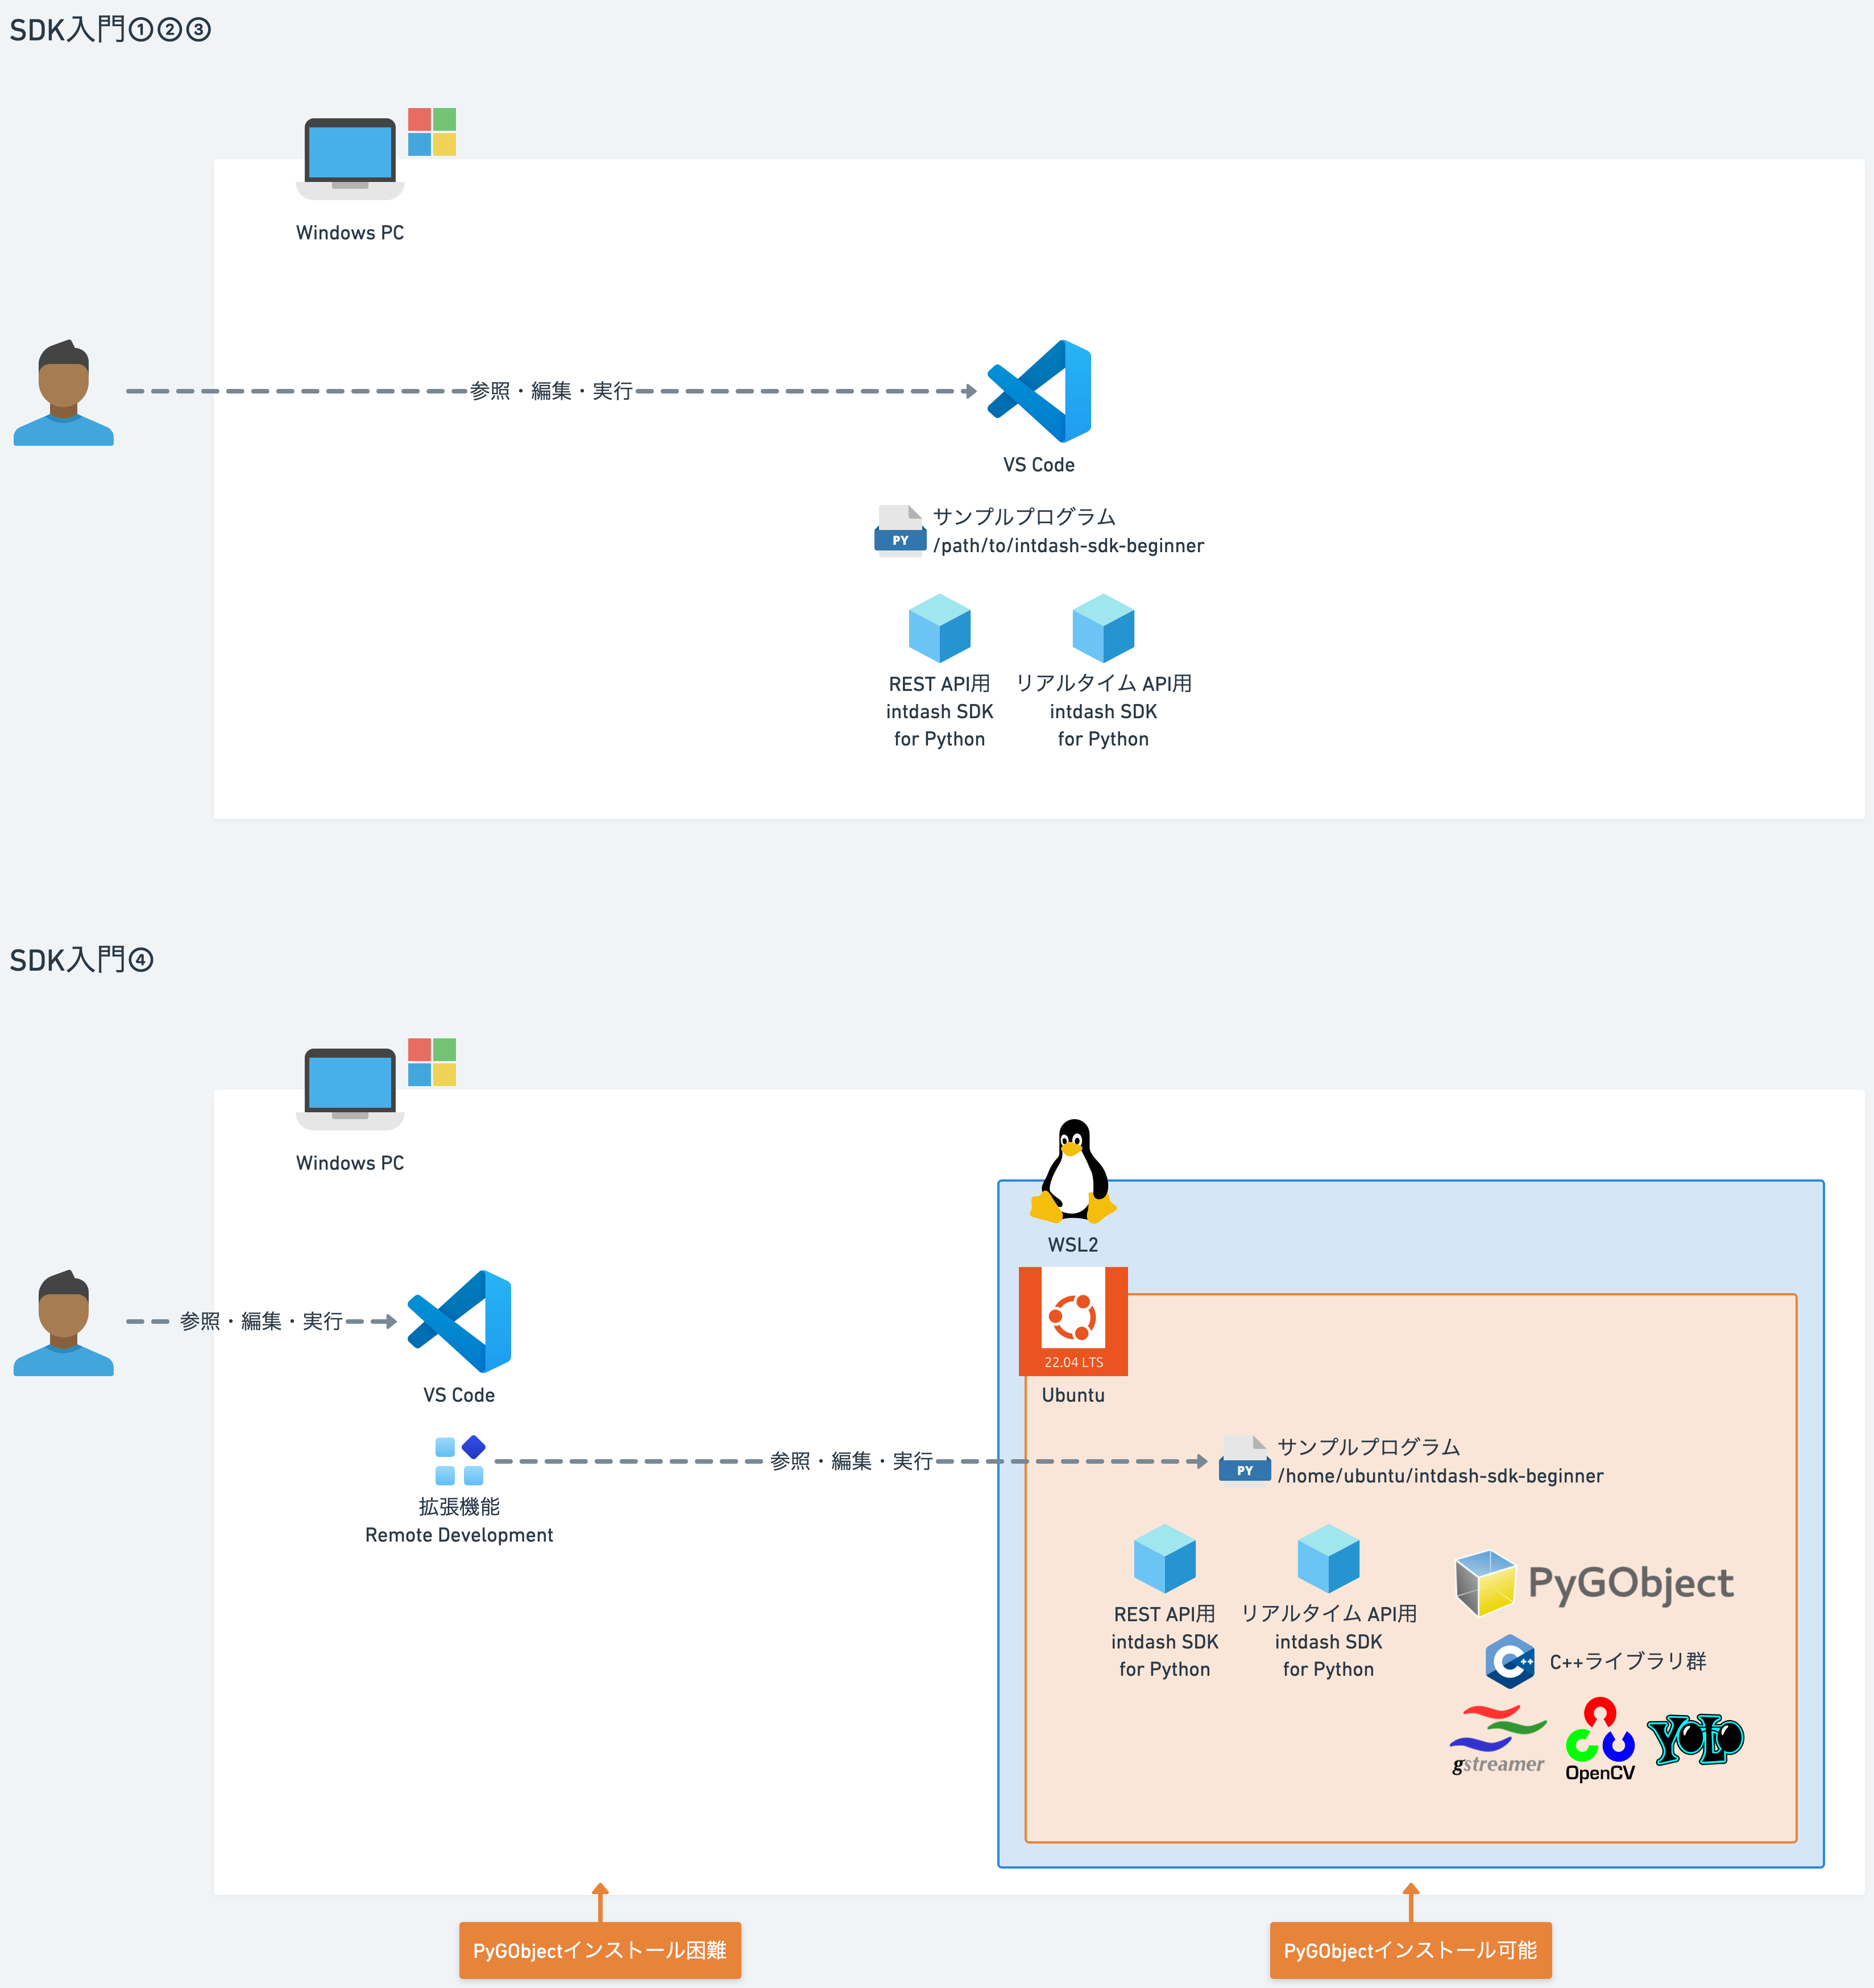 SDK入門①②③
Windows PC
参照・編集・実行
VS Code
サンプルプログラム
PY
/path/to/intdash-sdk-beginner
REST API用
intdash SDK
for Python
リアルタイム API用
intdash SDK
for Python
SDK入門④
Windows PC
WSL2
参照・編集・実行
22.04 LTS
VS Code
Ubuntu
拡張機能
Remote Development
参照・編集・実行
サンプルプログラム
PY
/home/ubuntu/intdash-sdk-beginner
REST API用
intdash SDK
for Python
リアルタイム API用
intdash SDK
for Python
PyGObject
C++
C++ライブラリ群
gstreamer
OpenCV
YOLO
PyGObjectインストール困難
PyGObjectインストール可能